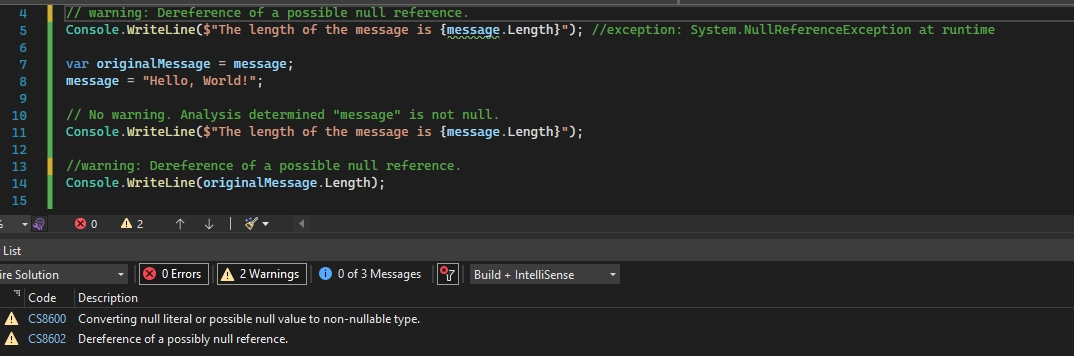 4 // warning: Dereference of a possible null reference.
5 Console.WriteLine($"The length of the message is {message.Length}"); //exception: System.NullReferenceException at runtime
6
7 var originalMessage = message;
8 message = "Hello, World!";
9
10 // No warning. Analysis determined "message" is not null.
11 Console.WriteLine($"The length of the message is {message.Length}");
12
13 //warning: Dereference of a possible null reference.
14 Console.WriteLine(originalMessage.Length);
15
% 0 2
List
ire Solution 0 Errors 2 Warnings 0 of 3 Messages Build + IntelliSense
Code Description
CS8600 Converting null literal or possible null value to non-nullable type.
CS8602 Dereference of a possibly null reference.